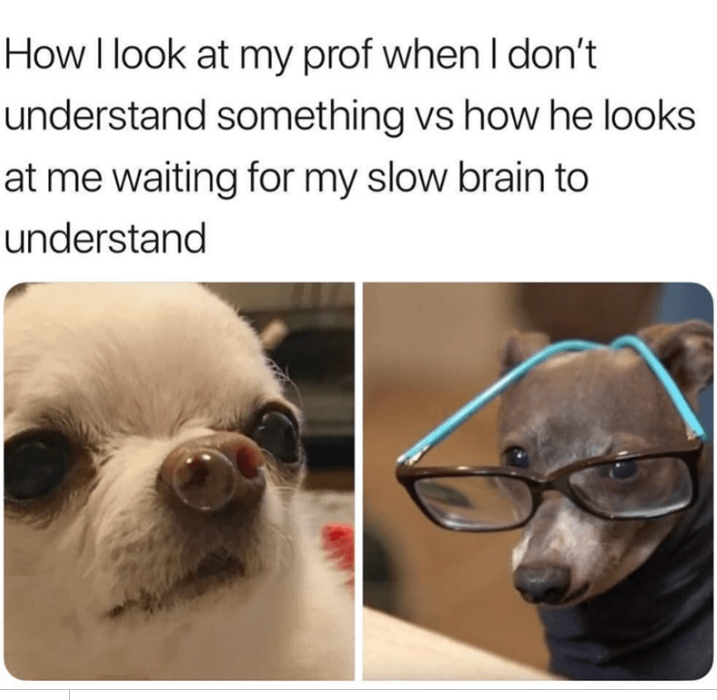 How I look at my prof when I don't
understand something vs how he looks
at me waiting for my slow brain to
understand